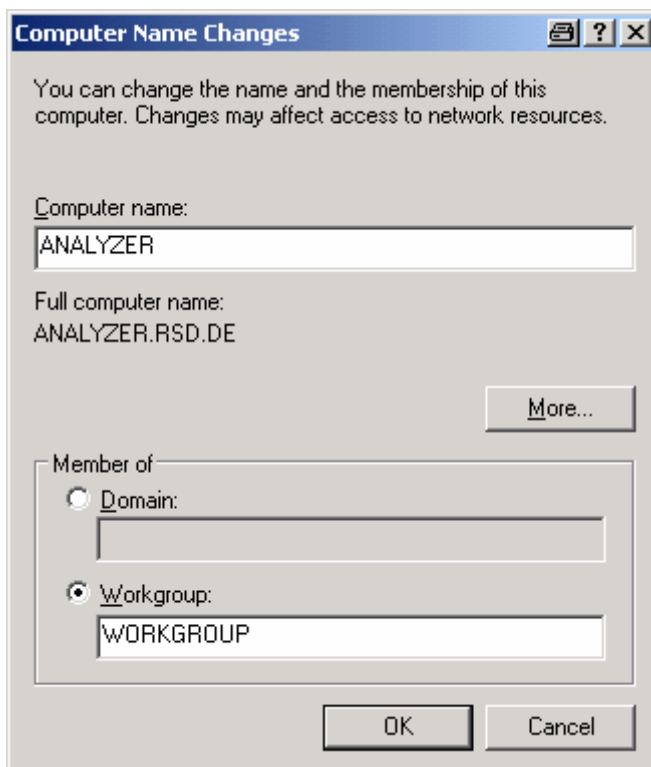 Computer Name Changes
?
You can change the name and the membership of this
computer. Changes may affect access to network resources.
Computer name:
ANALYZER
Full computer name:
ANALYZER.RSD.DE
More...
Member of
Domain:
Workgroup:
WORKGROUP
OK
Cancel